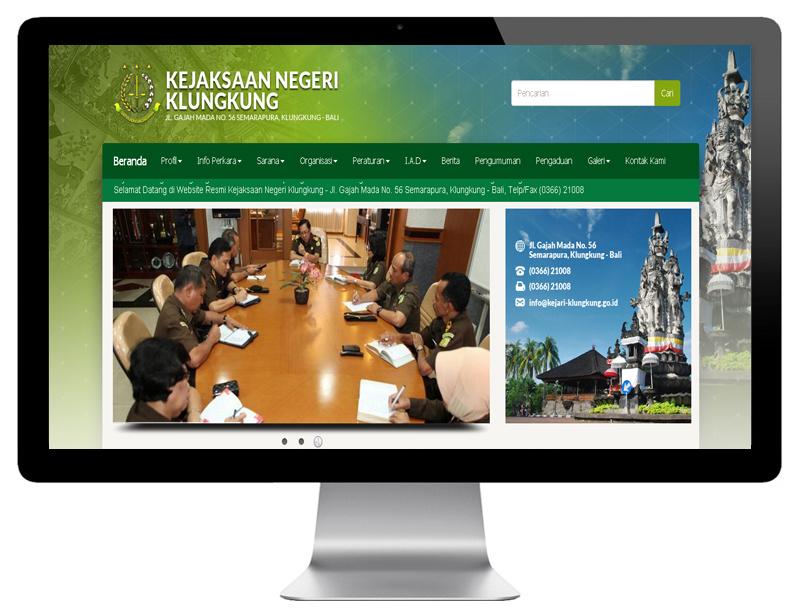 KEJAKSAAN NEGERI
KLUNGKUNG
JL. GAJAH MADA NO. 56 SEMARAPURA, KLUNGKUNG - BALI
Pencarian
Cari
Beranda Profil Info Perkara Sarana Organisasi Peraturan I.A.D Berita Pengumuman Pengaduan Galeri Kontak Kami
Selamat Datang di Website Resmi Kejaksaan Negeri Klungkung - Jl. Gajah Mada No. 56 Semarapura, Klungkung - Bali, Telp/Fax (0366) 21008
Jl. Gajah Mada No. 56
Semarapura, Klungkung - Bali
(0366) 21008
(0366) 21008
info@kejari-klungkung.go.id